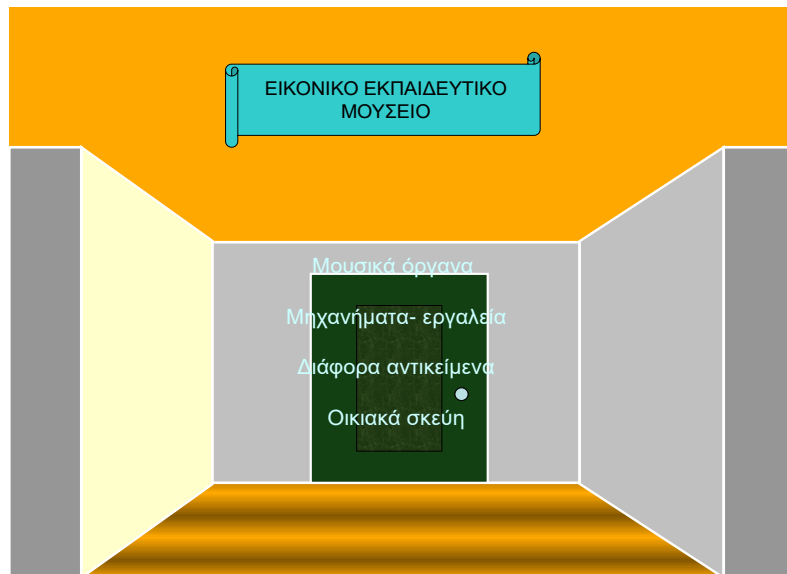 ΕΙΚΟΝΙΚΟ ΕΚΠΑΙΔΕΥΤΙΚΟ
ΜΟΥΣΕΙΟ
Μουσικά όργανα
Μηχανήματα- εργαλεία
Διάφορα αντικείμενα
Οικιακά σκεύη